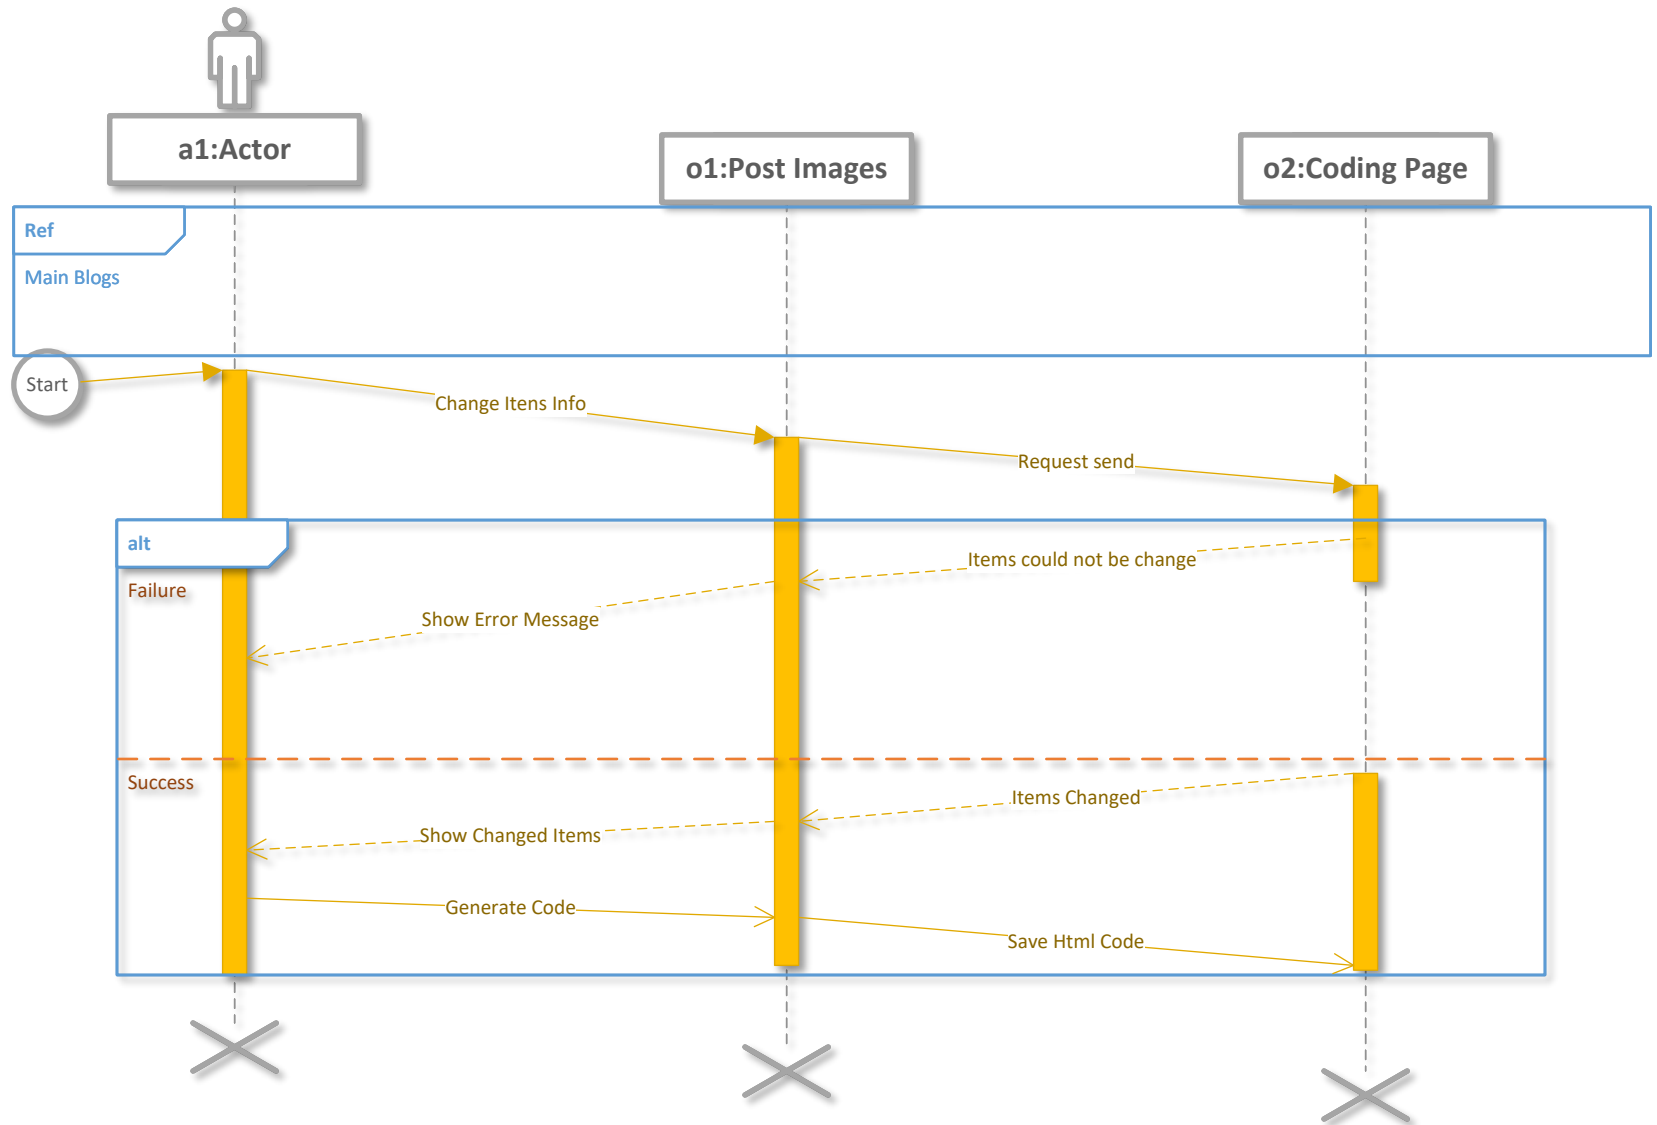 a1:Actor
o1:Post Images
o2:Coding Page
Ref
Main Blogs
Start
Change Itens Info
Request send
alt
Items could not be change
Failure
Show Error Message
Success
Items Changed
Show Changed Items
Generate Code
Save Html Code